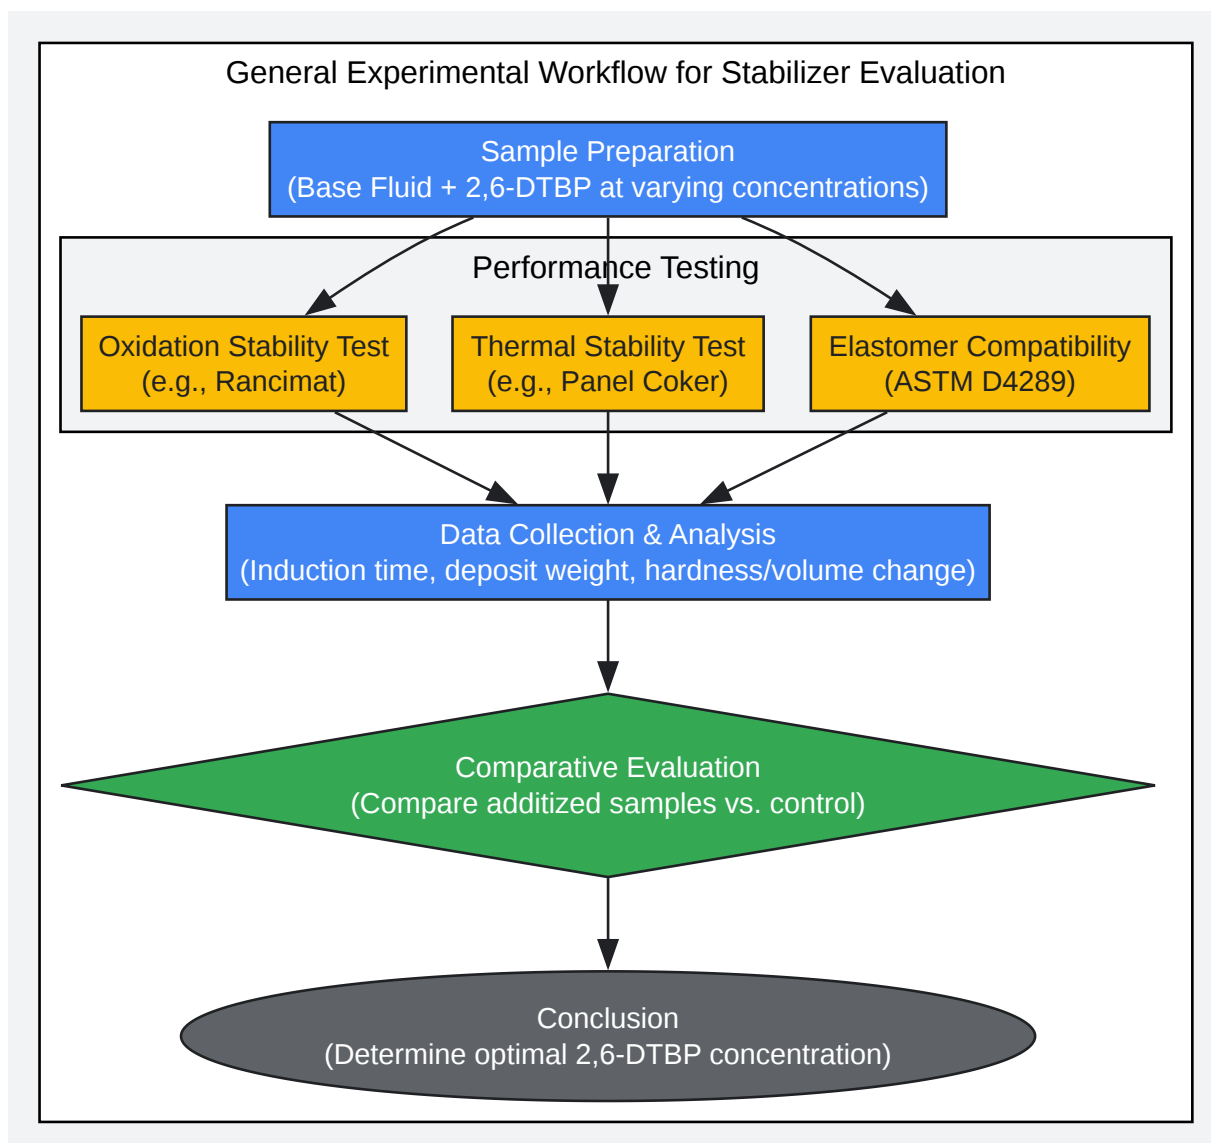 General Experimental Workflow for Stabilizer Evaluation
Sample Preparation
(Base Fluid + 2,6-DTBP at varying concentrations)
Performance Testing
Oxidation Stability Test
(e.g., Rancimat)
Thermal Stability Test
(e.g., Panel Coker)
Elastomer Compatibility
(ASTM D4289)
Data Collection & Analysis
(Induction time, deposit weight, hardness/volume change)
Comparative Evaluation
(Compare additized samples vs. control)
Conclusion
(Determine optimal 2,6-DTBP concentration)